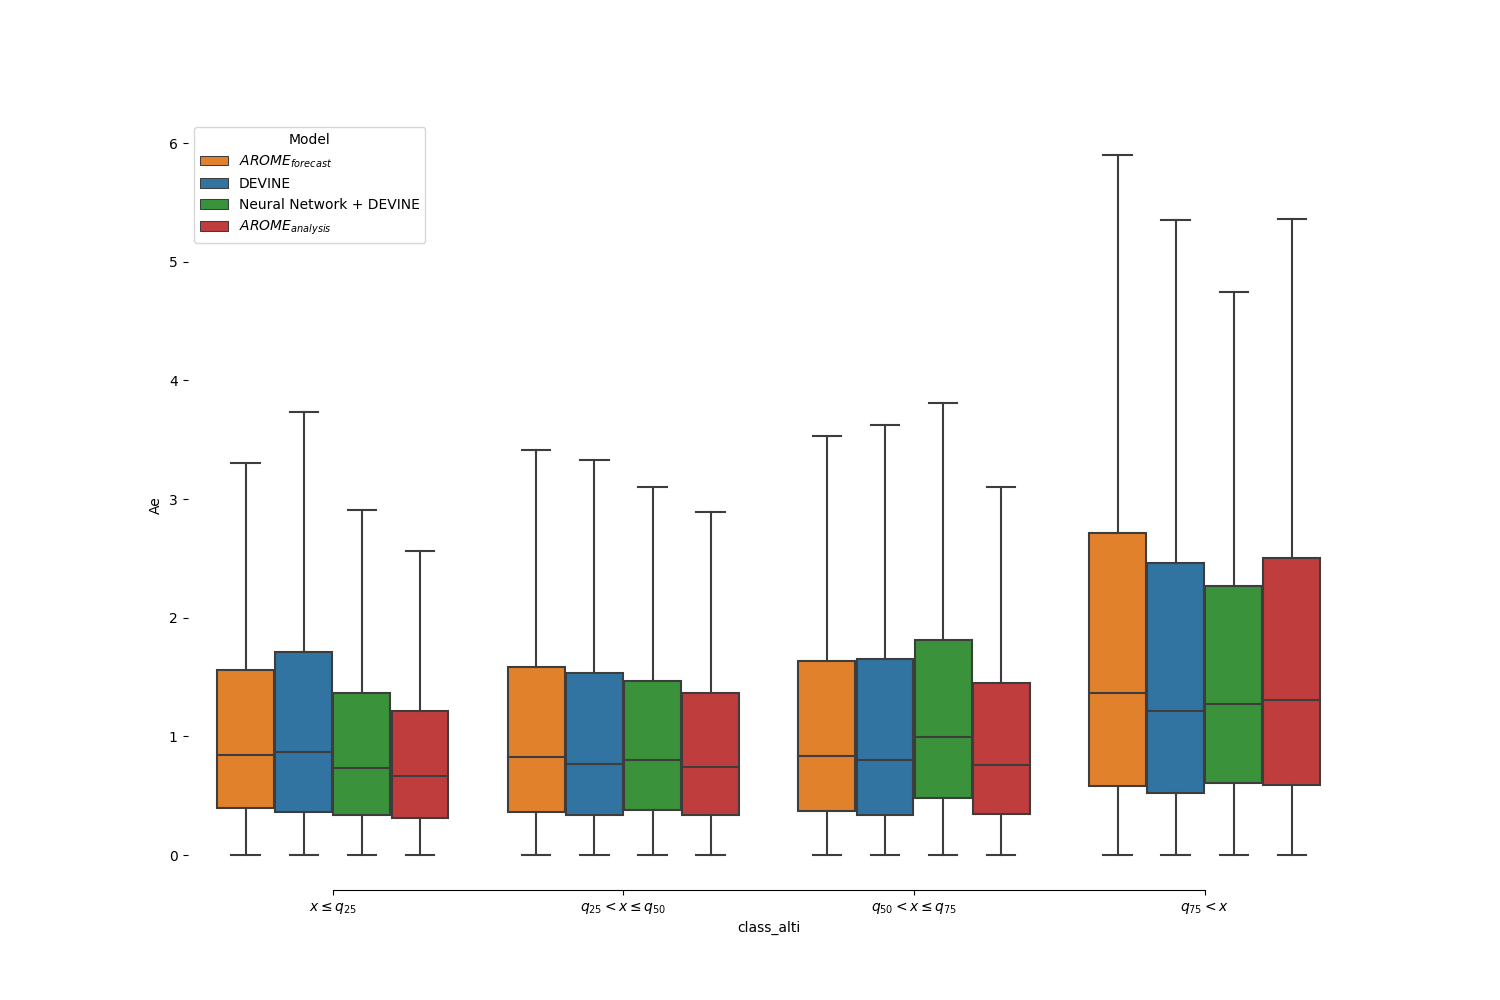 Model
AROME_forecast
DEVINE
Neural Network + DEVINE
AROME_analysis
6
5
4
3
2
1
0
Ae
x ≤ q₂₅
q₂₅ < x ≤ q₅₀
q₅₀ < x ≤ q₇₅
q₇₅ < x
class_alti